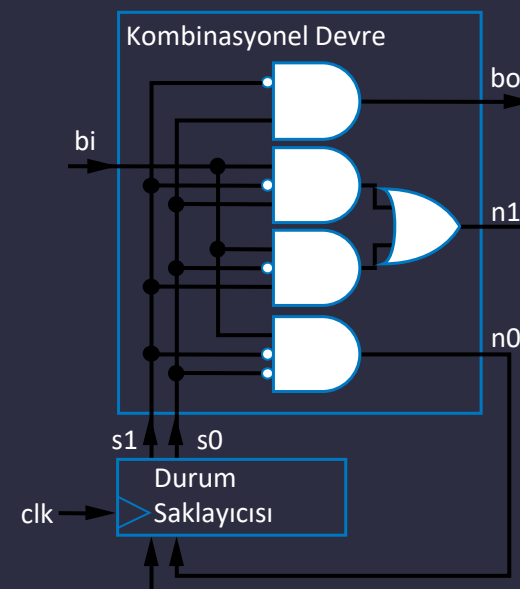 Kombinasyonel Devre
bo
bi
n1
n0
s1 s0
Durum
Saklayıcısı
clk